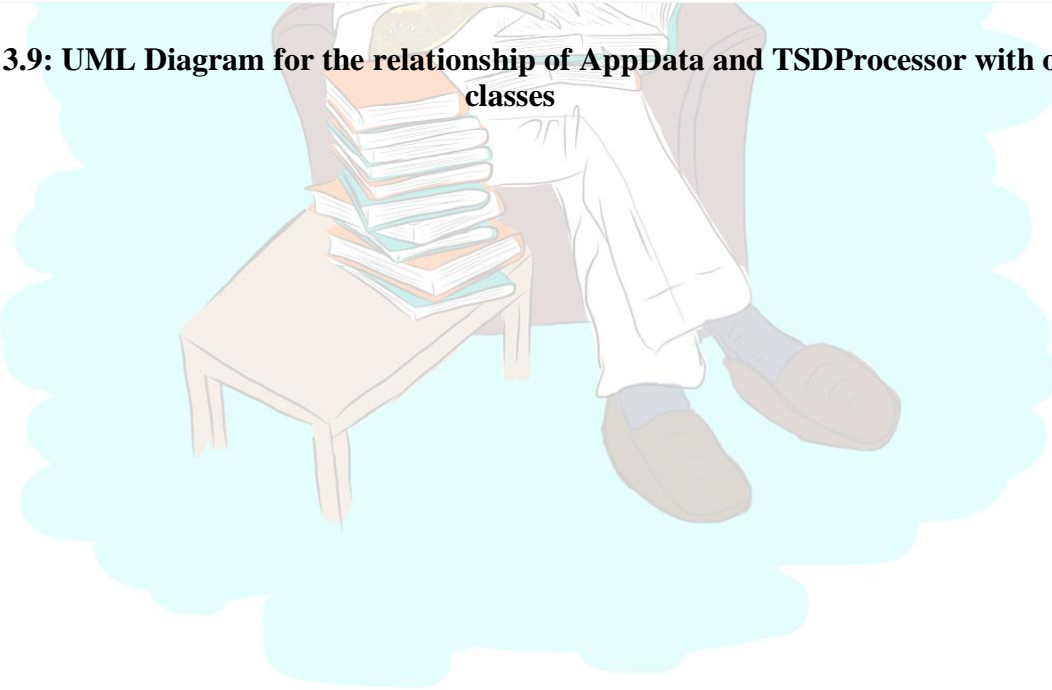 3.9: UML Diagram for the relationship of AppData and TSDProcessor with
classes